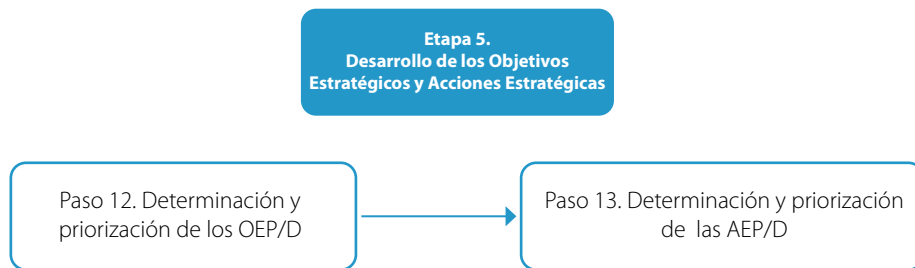 Etapa 5.
Desarrollo de los Objetivos
Estratégicos y Acciones Estratégicas
Paso 12. Determinación y
priorización de los OEP/D
Paso 13. Determinación y priorización
de las AEP/D